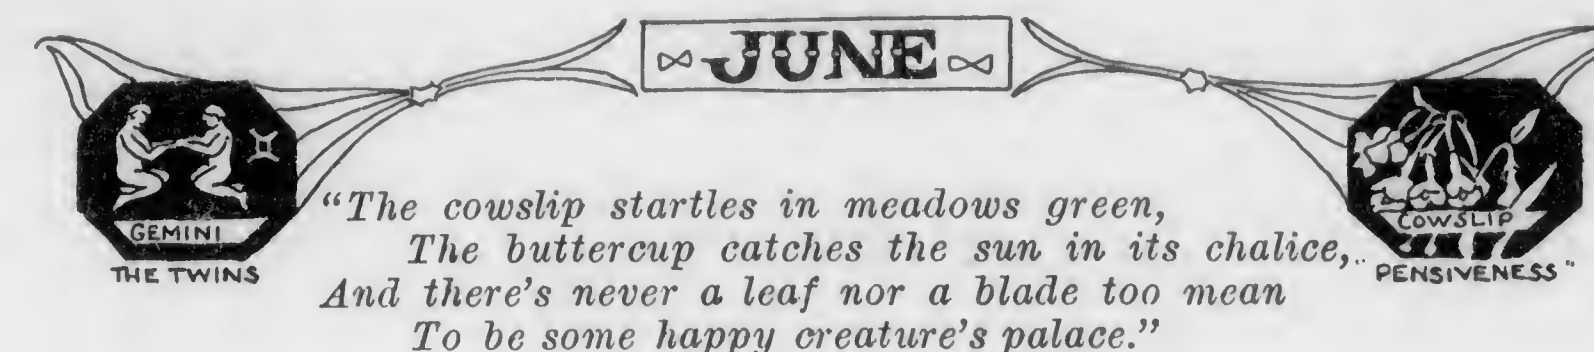 JUNE
GEMINI
THE TWINS
"The cowslip startles in meadows green,
The buttercup catches the sun in its chalice,
And there's never a leaf nor a blade too mean
To be some happy creature's palace."
COWSLIP
"PENSIVENESS"